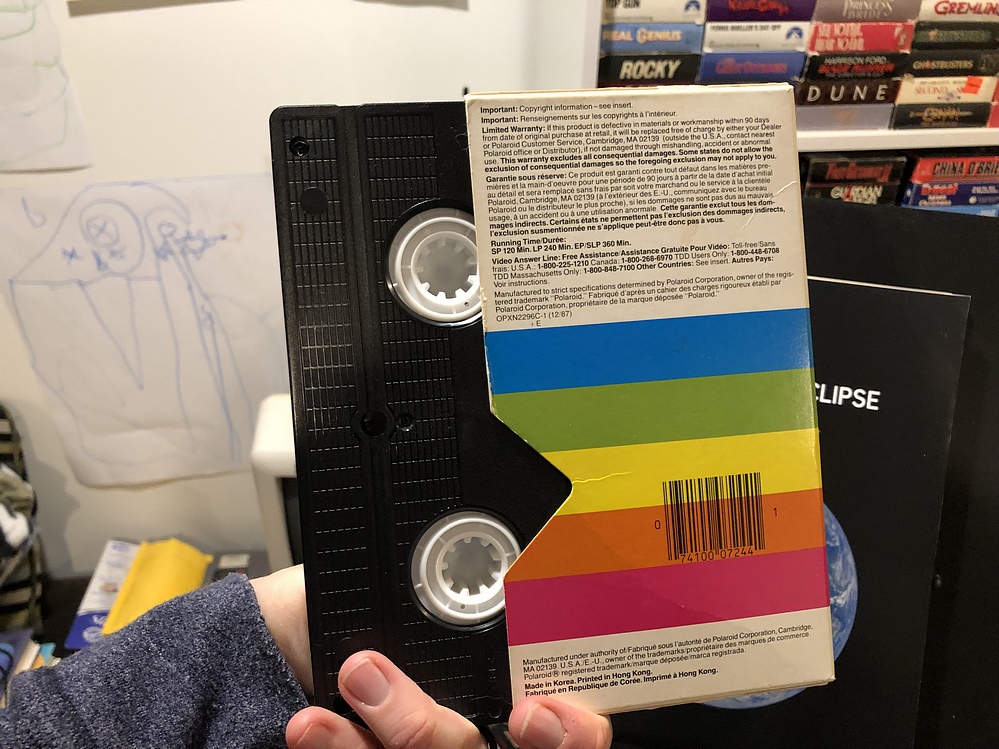 TOP GUN
REAL GENIUS
ROCKY
DUNE
GREMLINS
HARRISON FORD
GHOSTBUSTERS
CHINA O'BRI
CLIPSE
Important: Copyright information – see insert.
Important: Renseignements sur les copyrights à l'intérieur.
Limited Warranty: If this product is defective in materials or workmanship within 90 days
from date of original purchase at retail, it will be replaced free of charge by either your Dealer
or Polaroid Customer Service, Cambridge, MA 02139 (outside the U.S.A., contact nearest
Polaroid office or Distributor), if not damaged through mishandling, accident or abnormal
use. This warranty excludes all consequential damages. Some states do not allow the
exclusion of consequential damages so the foregoing exclusion may not apply to you.
Garantie sous réserve: Ce produit est garanti contre tout défaut dans les matières pre-
mières et la main-d'oeuvre pour une période de 90 jours à partir de la date d'achat initial
au détail et sera remplacé sans frais par soit votre marchand ou le service à la clientèle
Polaroid, Cambridge, MA 02139 (à l'extérieur des É.-U., communiquez avec le bureau
Polaroid ou le distributeur le plus proche), si les dommages ne sont pas dus au mauvais
usage, à un accident ou à une utilisation anormale. Cette garantie exclut tous les dom-
mages indirects. Certains états ne permettent pas l'exclusion des dommages indirects,
l'exclusion susmentionnée ne s'applique peut-être donc pas à vous.
Running Time/Durée:
SP 120 Min. LP 240 Min. EP/SLP 360 Min.
Video Answer Line: Free Assistance/Assistance Gratuite Pour Vidéo: Toll-free/Sans
frais: U.S.A.: 1-800-225-1210 Canada: 1-800-268-6970 TDD Users Only: 1-800-448-6708
TDD Massachusetts Only: 1-800-848-7100 Other Countries: See insert. Autres Pays:
Voir instructions.
Manufactured to strict specifications determined by Polaroid Corporation, owner of the regis-
tered trademark "Polaroid." Fabriqué d'après un cahier des charges rigoureux établi par
Polaroid Corporation, propriétaire de la marque déposée "Polaroid."
OPXN2296C-1 (12/87)
+ E
0 74100 07244 1
Manufactured under authority of/Fabriqué sous l'autorité de Polaroid Corporation, Cambridge,
MA 02139. U.S.A./E.-U., owner of the trademarks/propriétaire des marques de commerce.
Polaroid® registered trademark/marque déposée/marca registrada.
Made in Korea. Printed in Hong Kong.
Fabriqué en Republique de Corée. Imprimé à Hong Kong.